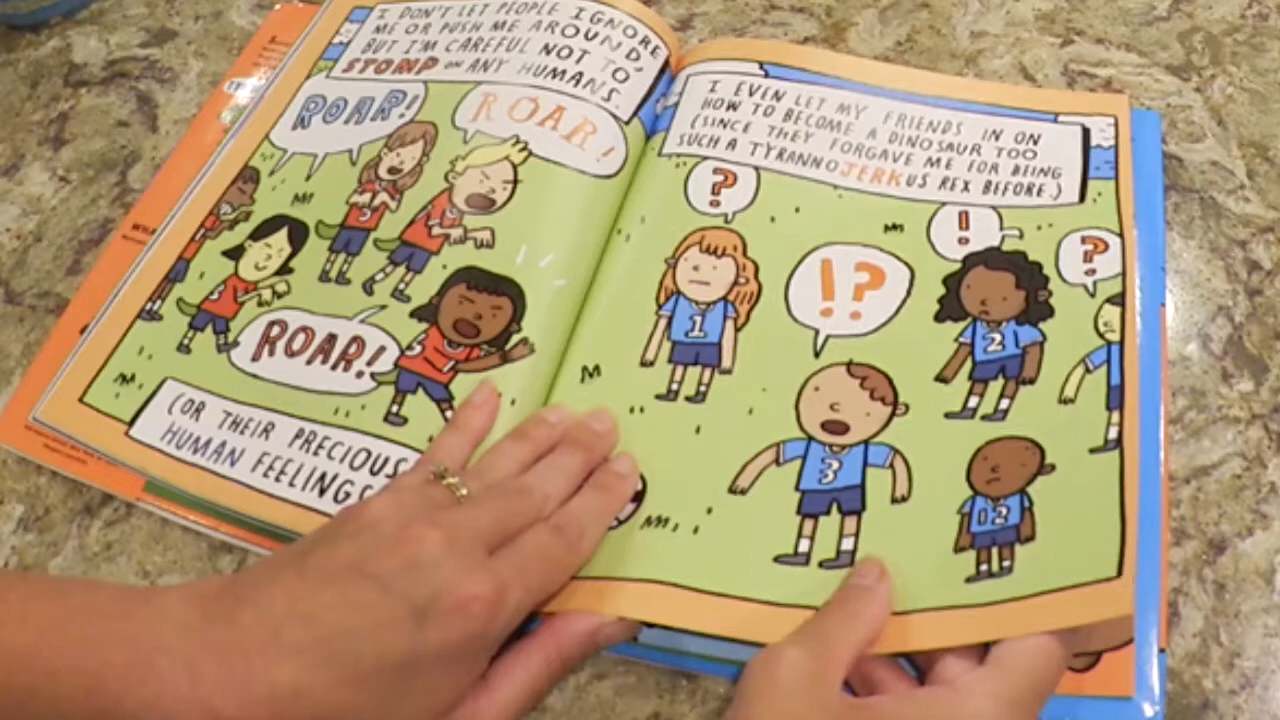 I DON'T LET PEOPLE IGNORE
ME OR PUSH ME AROUND,
BUT I'M CAREFUL NOT TO
STOMP ON ANY HUMANS.
ROAR!
ROAR!
ROAR!
(OR THEIR PRECIOUS
HUMAN FEELINGS
I EVEN LET MY FRIENDS IN ON
HOW TO BECOME A DINOSAUR TOO
(SINCE THEY FORGAVE ME FOR BEING
SUCH A TYRANNOJERKUS REX BEFORE.)
?
!
?
!?
1
2
3
12